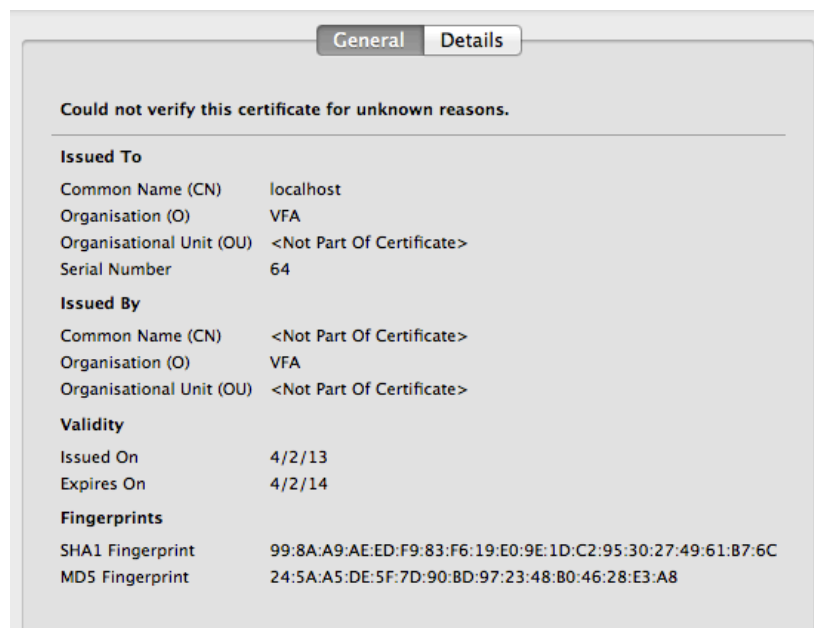 General Details
Could not verify this certificate for unknown reasons.
Issued To
Common Name (CN) localhost
Organisation (O) VFA
Organisational Unit (OU) <Not Part Of Certificate>
Serial Number 64
Issued By
Common Name (CN) <Not Part Of Certificate>
Organisation (O) VFA
Organisational Unit (OU) <Not Part Of Certificate>
Validity
Issued On 4/2/13
Expires On 4/2/14
Fingerprints
SHA1 Fingerprint 99:8A:A9:AE:ED:F9:83:F6:19:E0:9E:1D:C2:95:30:27:49:61:B7:6C
MD5 Fingerprint 24:5A:A5:DE:5F:7D:90:BD:97:23:48:B0:46:28:E3:A8